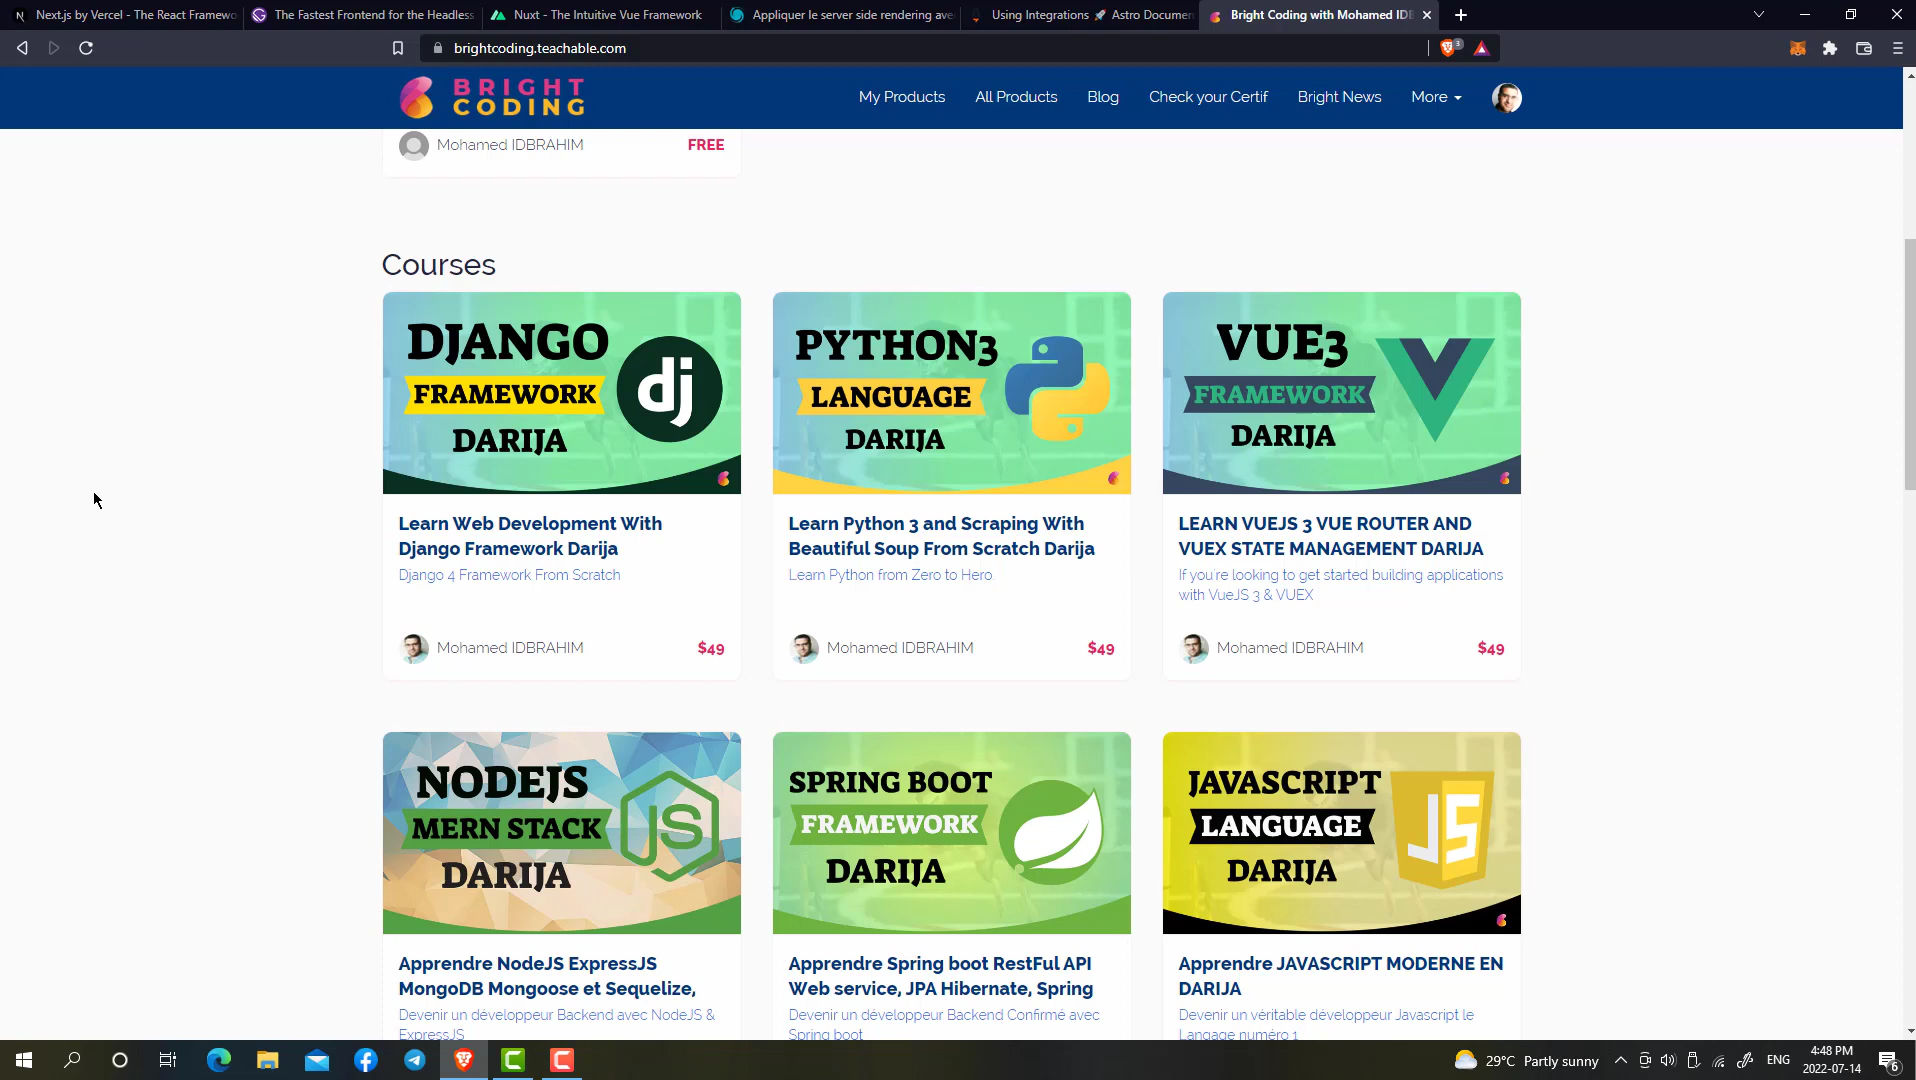 Next.js by Vercel - The React Framewo
The Fastest Frontend for the Headless
Nuxt - The Intuitive Vue Framework
Appliquer le server side rendering ave
Using Integrations 🚀 Astro Documen
Bright Coding with Mohamed IDB
brightcoding.teachable.com
3
BRIGHT
CODING
My Products
All Products
Blog
Check your Certif
Bright News
More
Mohamed IDBRAHIM
FREE
Courses
DJANGO
FRAMEWORK
DARIJA
dj
PYTHON3
LANGUAGE
DARIJA
VUE3
FRAMEWORK
DARIJA
Learn Web Development With
Django Framework Darija
Django 4 Framework From Scratch
Mohamed IDBRAHIM
$49
Learn Python 3 and Scraping With
Beautiful Soup From Scratch Darija
Learn Python from Zero to Hero
Mohamed IDBRAHIM
$49
LEARN VUEJS 3 VUE ROUTER AND
VUEX STATE MANAGEMENT DARIJA
If you're looking to get started building applications
with VueJS 3 & VUEX
Mohamed IDBRAHIM
$49
NODEJS
MERN STACK
DARIJA
JS
SPRING BOOT
FRAMEWORK
DARIJA
JAVASCRIPT
LANGUAGE
DARIJA
JS
Apprendre NodeJS ExpressJS
MongoDB Mongoose et Sequelize,
Devenir un développeur Backend avec NodeJS &
ExpressJS
Apprendre Spring boot RestFul API
Web service, JPA Hibernate, Spring
Devenir un développeur Backend Confirmé avec
Spring boot
Apprendre JAVASCRIPT MODERNE EN
DARIJA
Devenir un véritable développeur Javascript le
Langage numéro 1
29°C Partly sunny
ENG
4:48 PM
2022-07-14
6